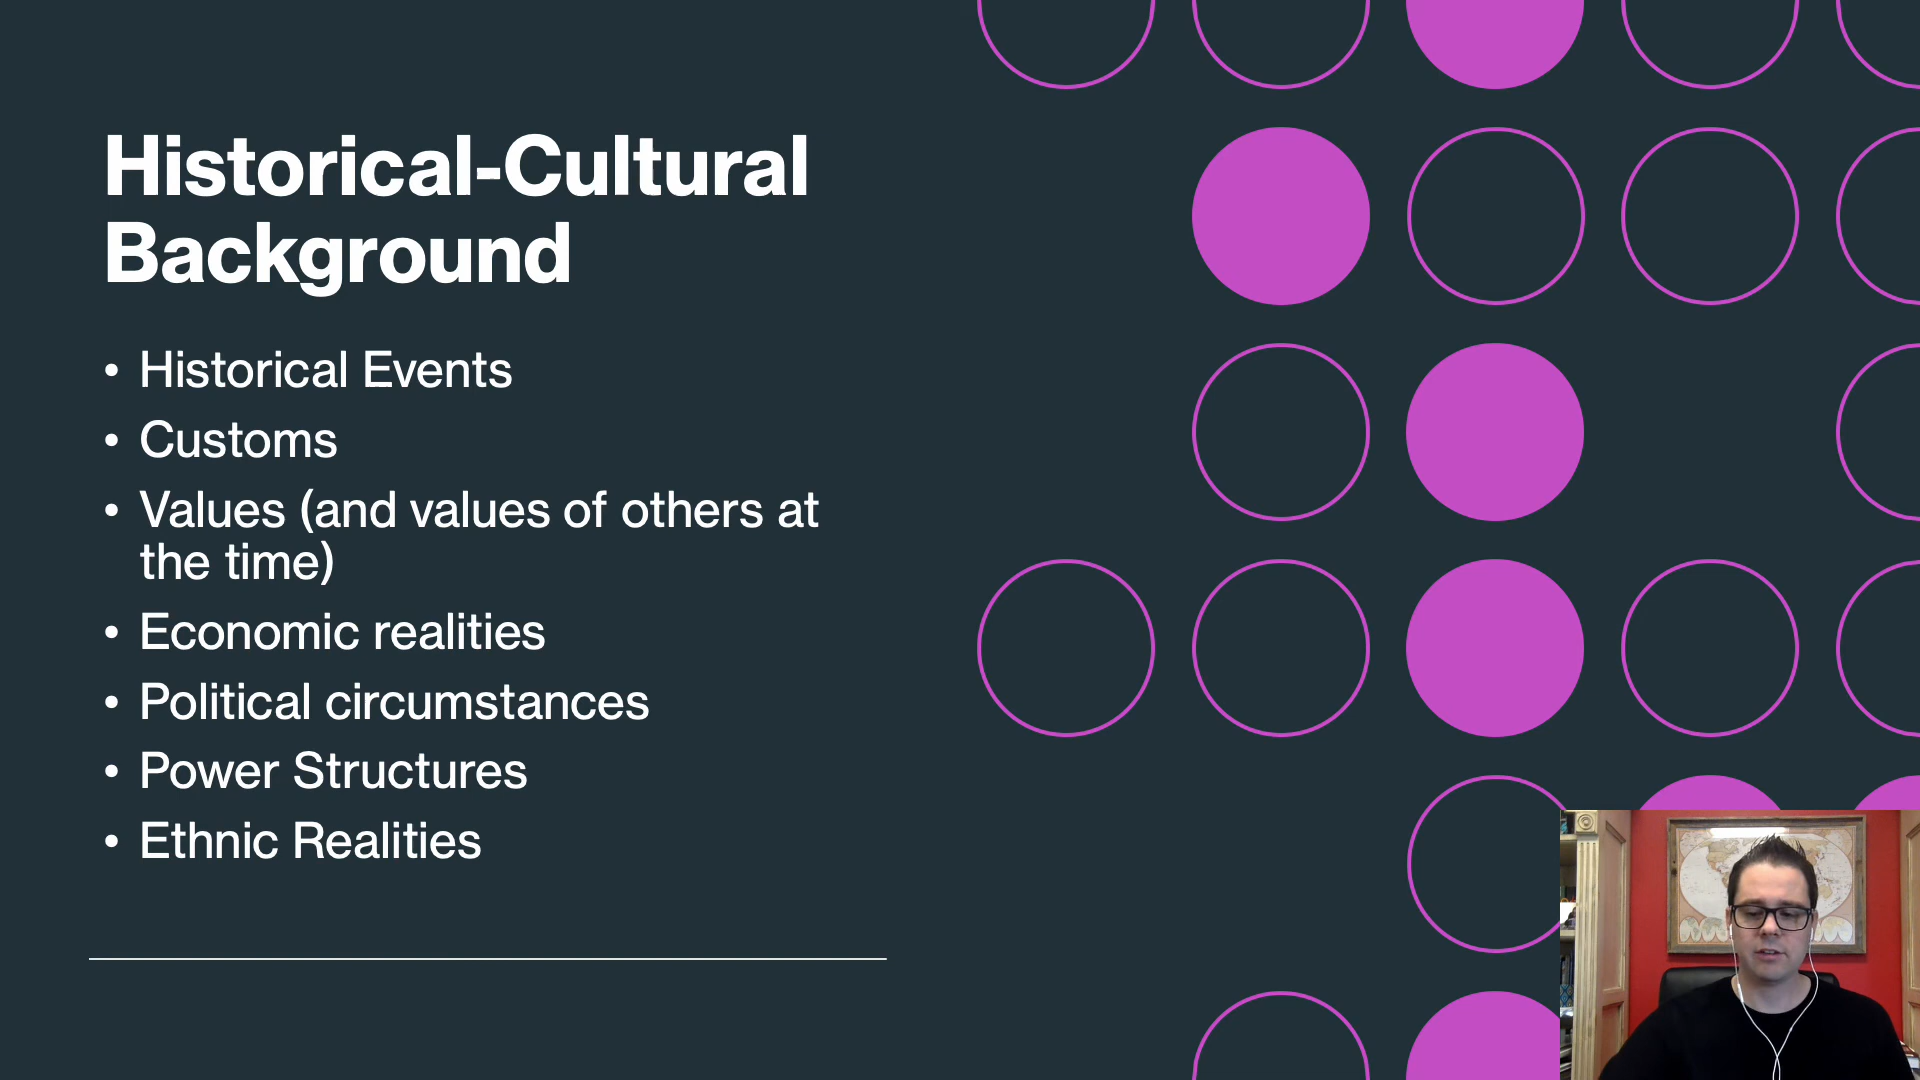 Historical-Cultural
Background
• Historical Events
• Customs
• Values (and values of others at
the time)
• Economic realities
• Political circumstances
• Power Structures
• Ethnic Realities